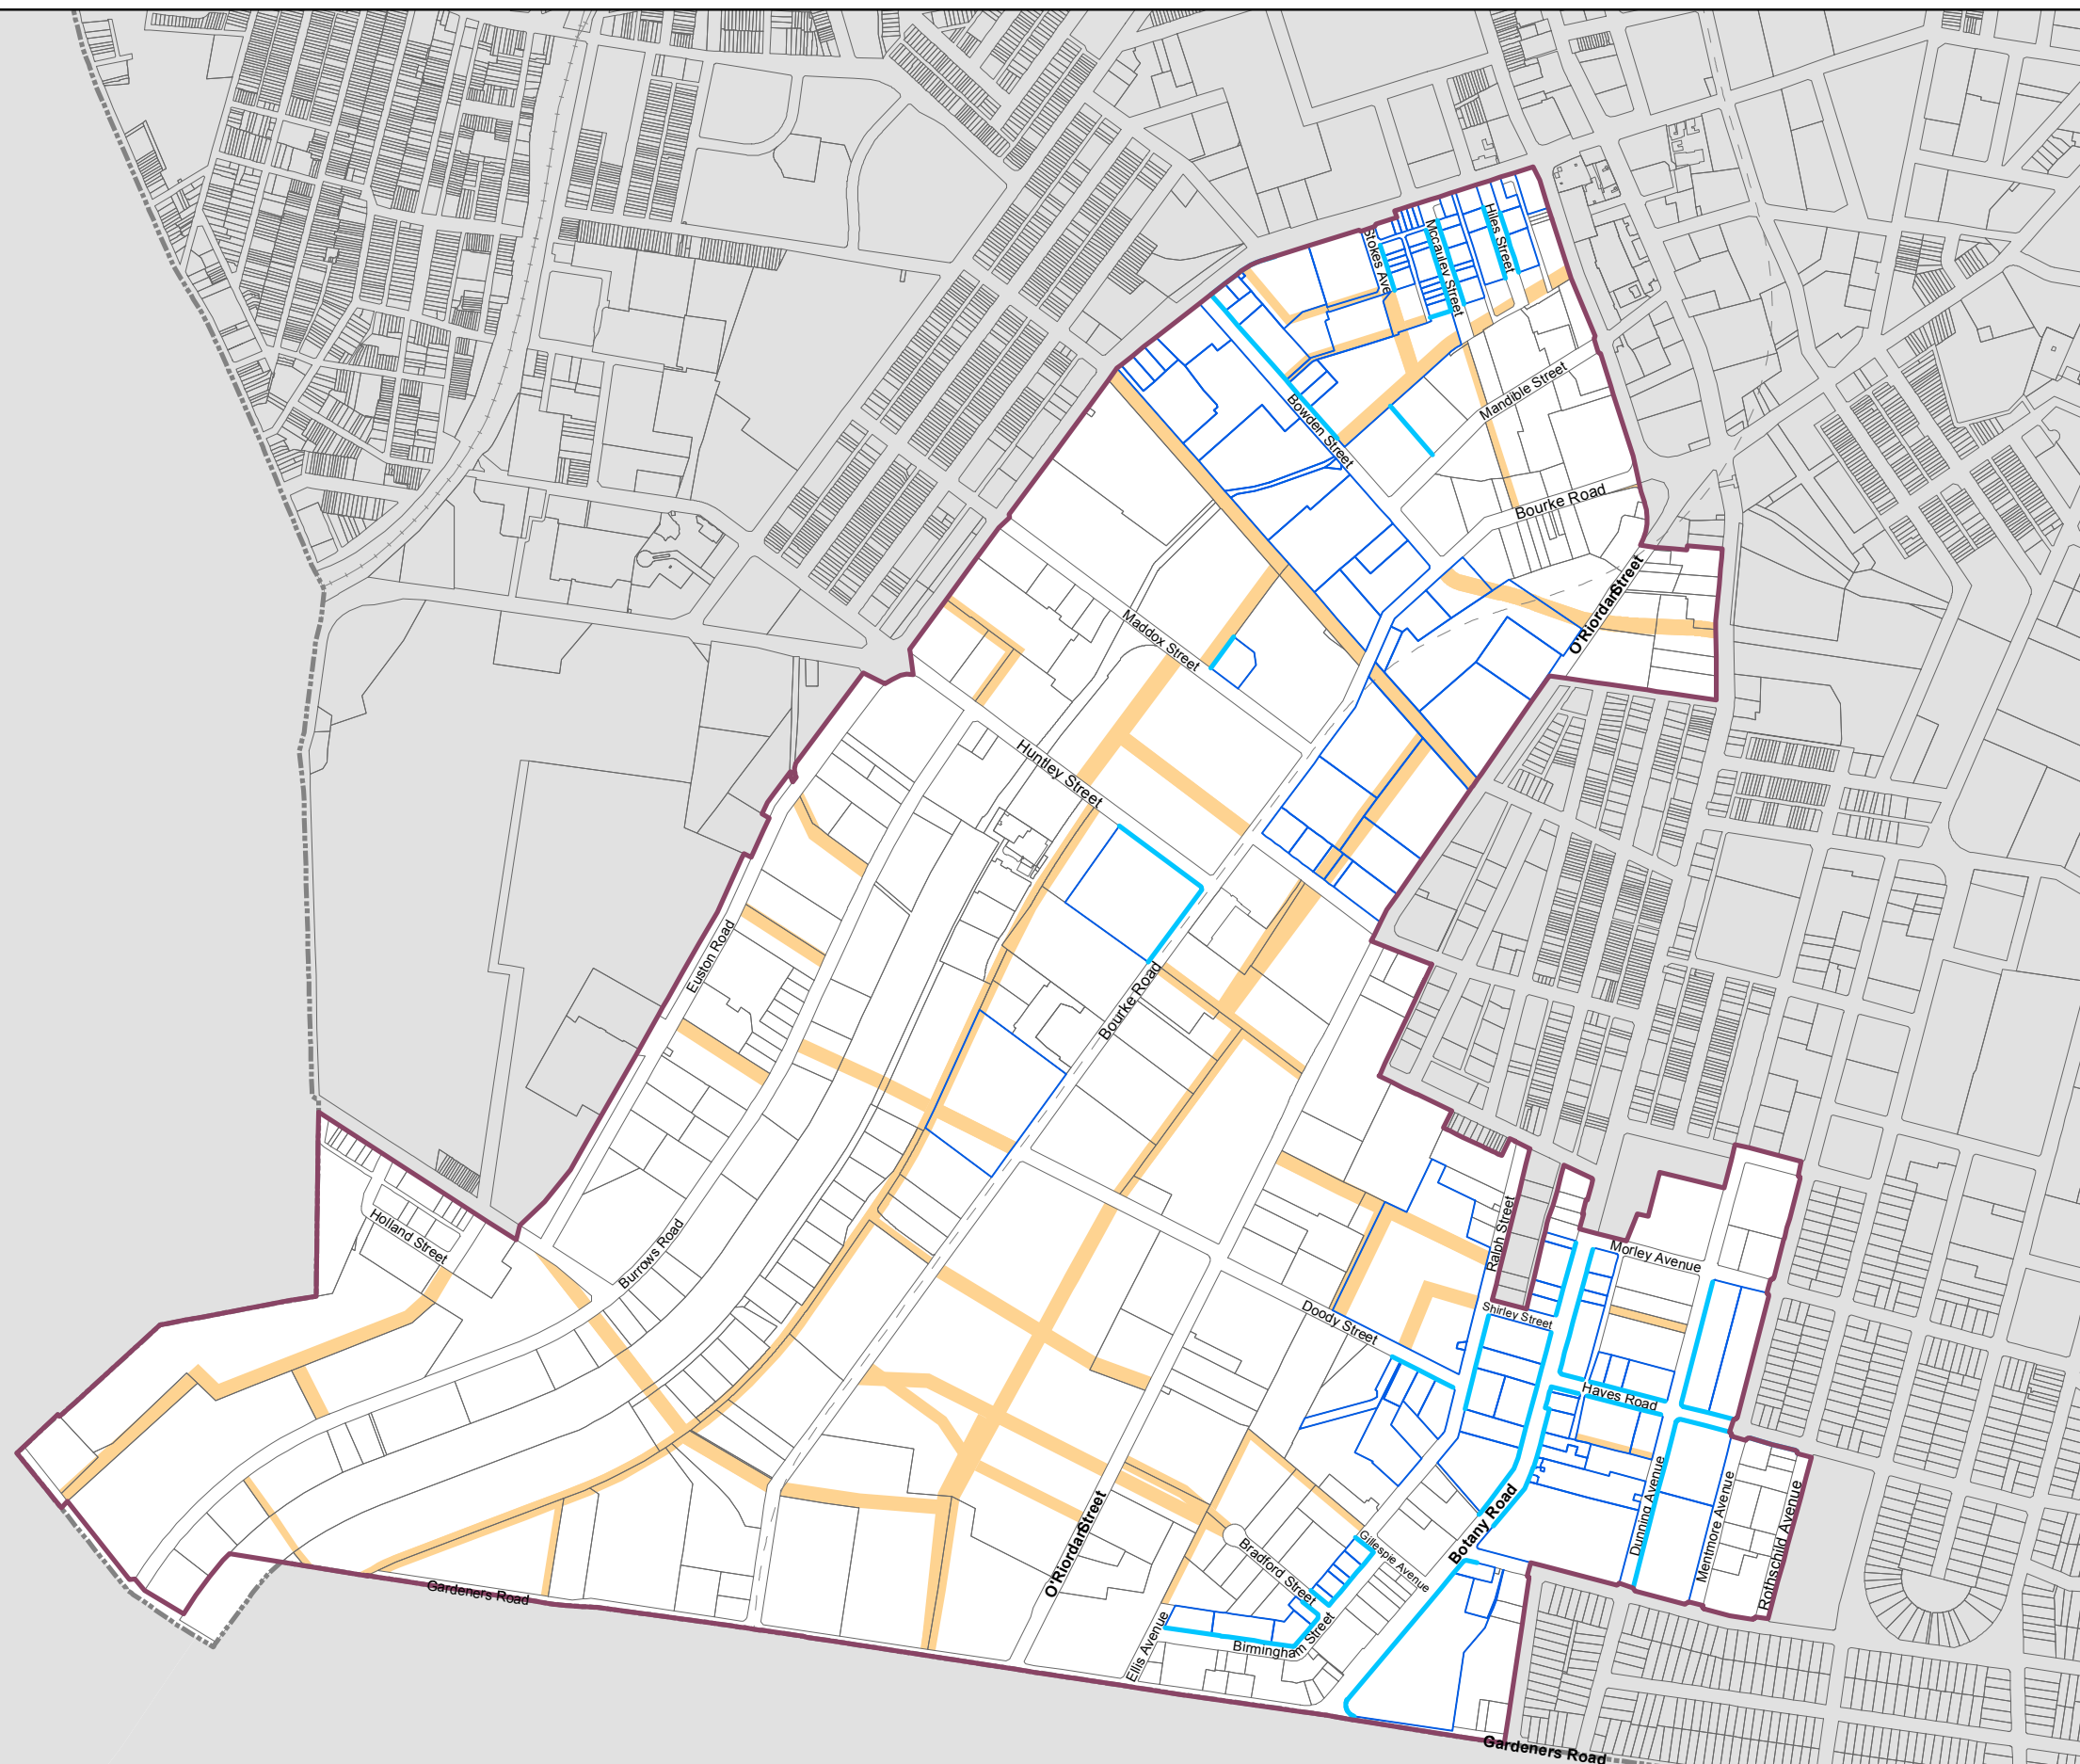 Hiles Street
Mccauley Street
Stokes Ave
Mandible Street
Bowden Street
Bourke Road
O'Riordan Street
Maddox Street
Huntley Street
Euston Road
Bourke Road
Ralph Street
Holland Street
Burrows Road
Morley Avenue
Shirley Street
Doody Street
Hayes Road
Dunning Avenue
Mentmore Avenue
Rothschild Avenue
Botany Road
O'Riordan Street
Gillespie Avenue
Bradford Street
Gardeners Road
Ellis Avenue
Birmingham Street
Gardeners Road